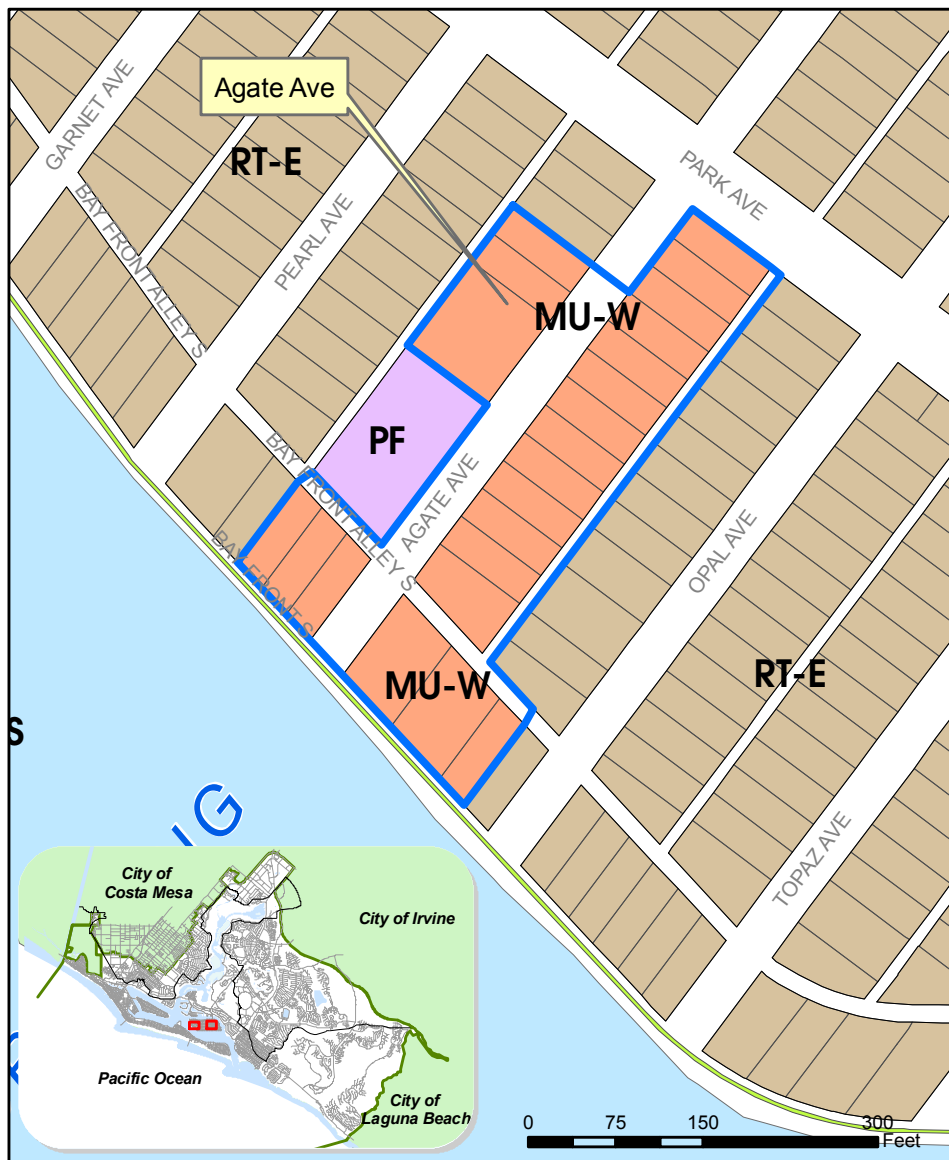 Agate Ave
GARNET AVE
RT-E
PARK AVE
BAY FRONT ALLEY S
PEARL AVE
MU-W
PF
BAY FRONT ALLEY S
AGATE AVE
BAY FRONT S
OPAL AVE
MU-W
RT-E
S
G
TOPAZ AVE
City of
Costa Mesa
City of Irvine
Pacific Ocean
City of
Laguna Beach
0 75 150 300
Feet